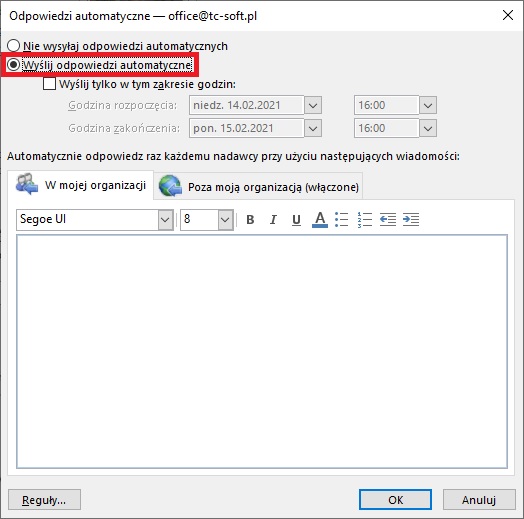 Odpowiedzi automatyczne — office@tc-soft.pl
Nie wysyłaj odpowiedzi automatycznych
Wyślij odpowiedzi automatyczne
Wyślij tylko w tym zakresie godzin:
Godzina rozpoczęcia: niedz. 14.02.2021 16:00
Godzina zakończenia: pon. 15.02.2021 16:00
Automatycznie odpowiedz raz każdemu nadawcy przy użyciu następujących wiadomości:
W mojej organizacji Poza moją organizacją (włączone)
Segoe UI 8 B I U A
Reguły... OK Anuluj